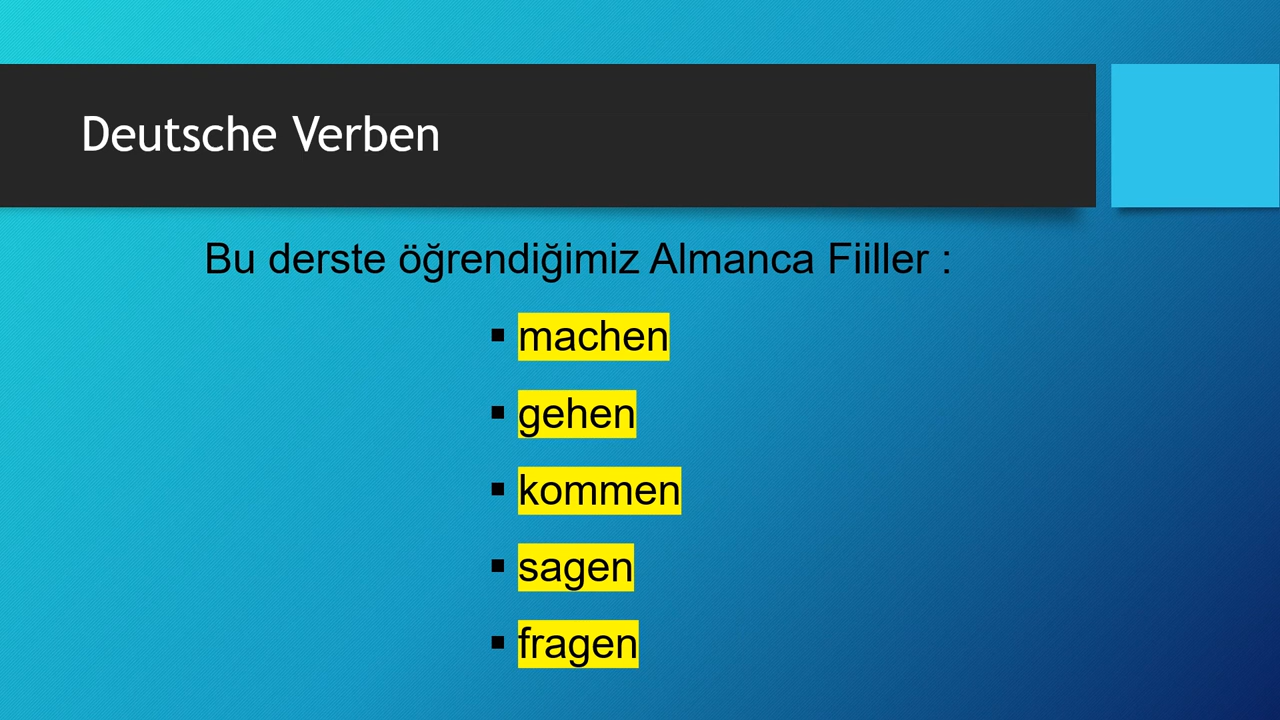 Deutsche Verben
Bu derste öğrendiğimiz Almanca Fiiller :
▪ machen
▪ gehen
▪ kommen
▪ sagen
▪ fragen